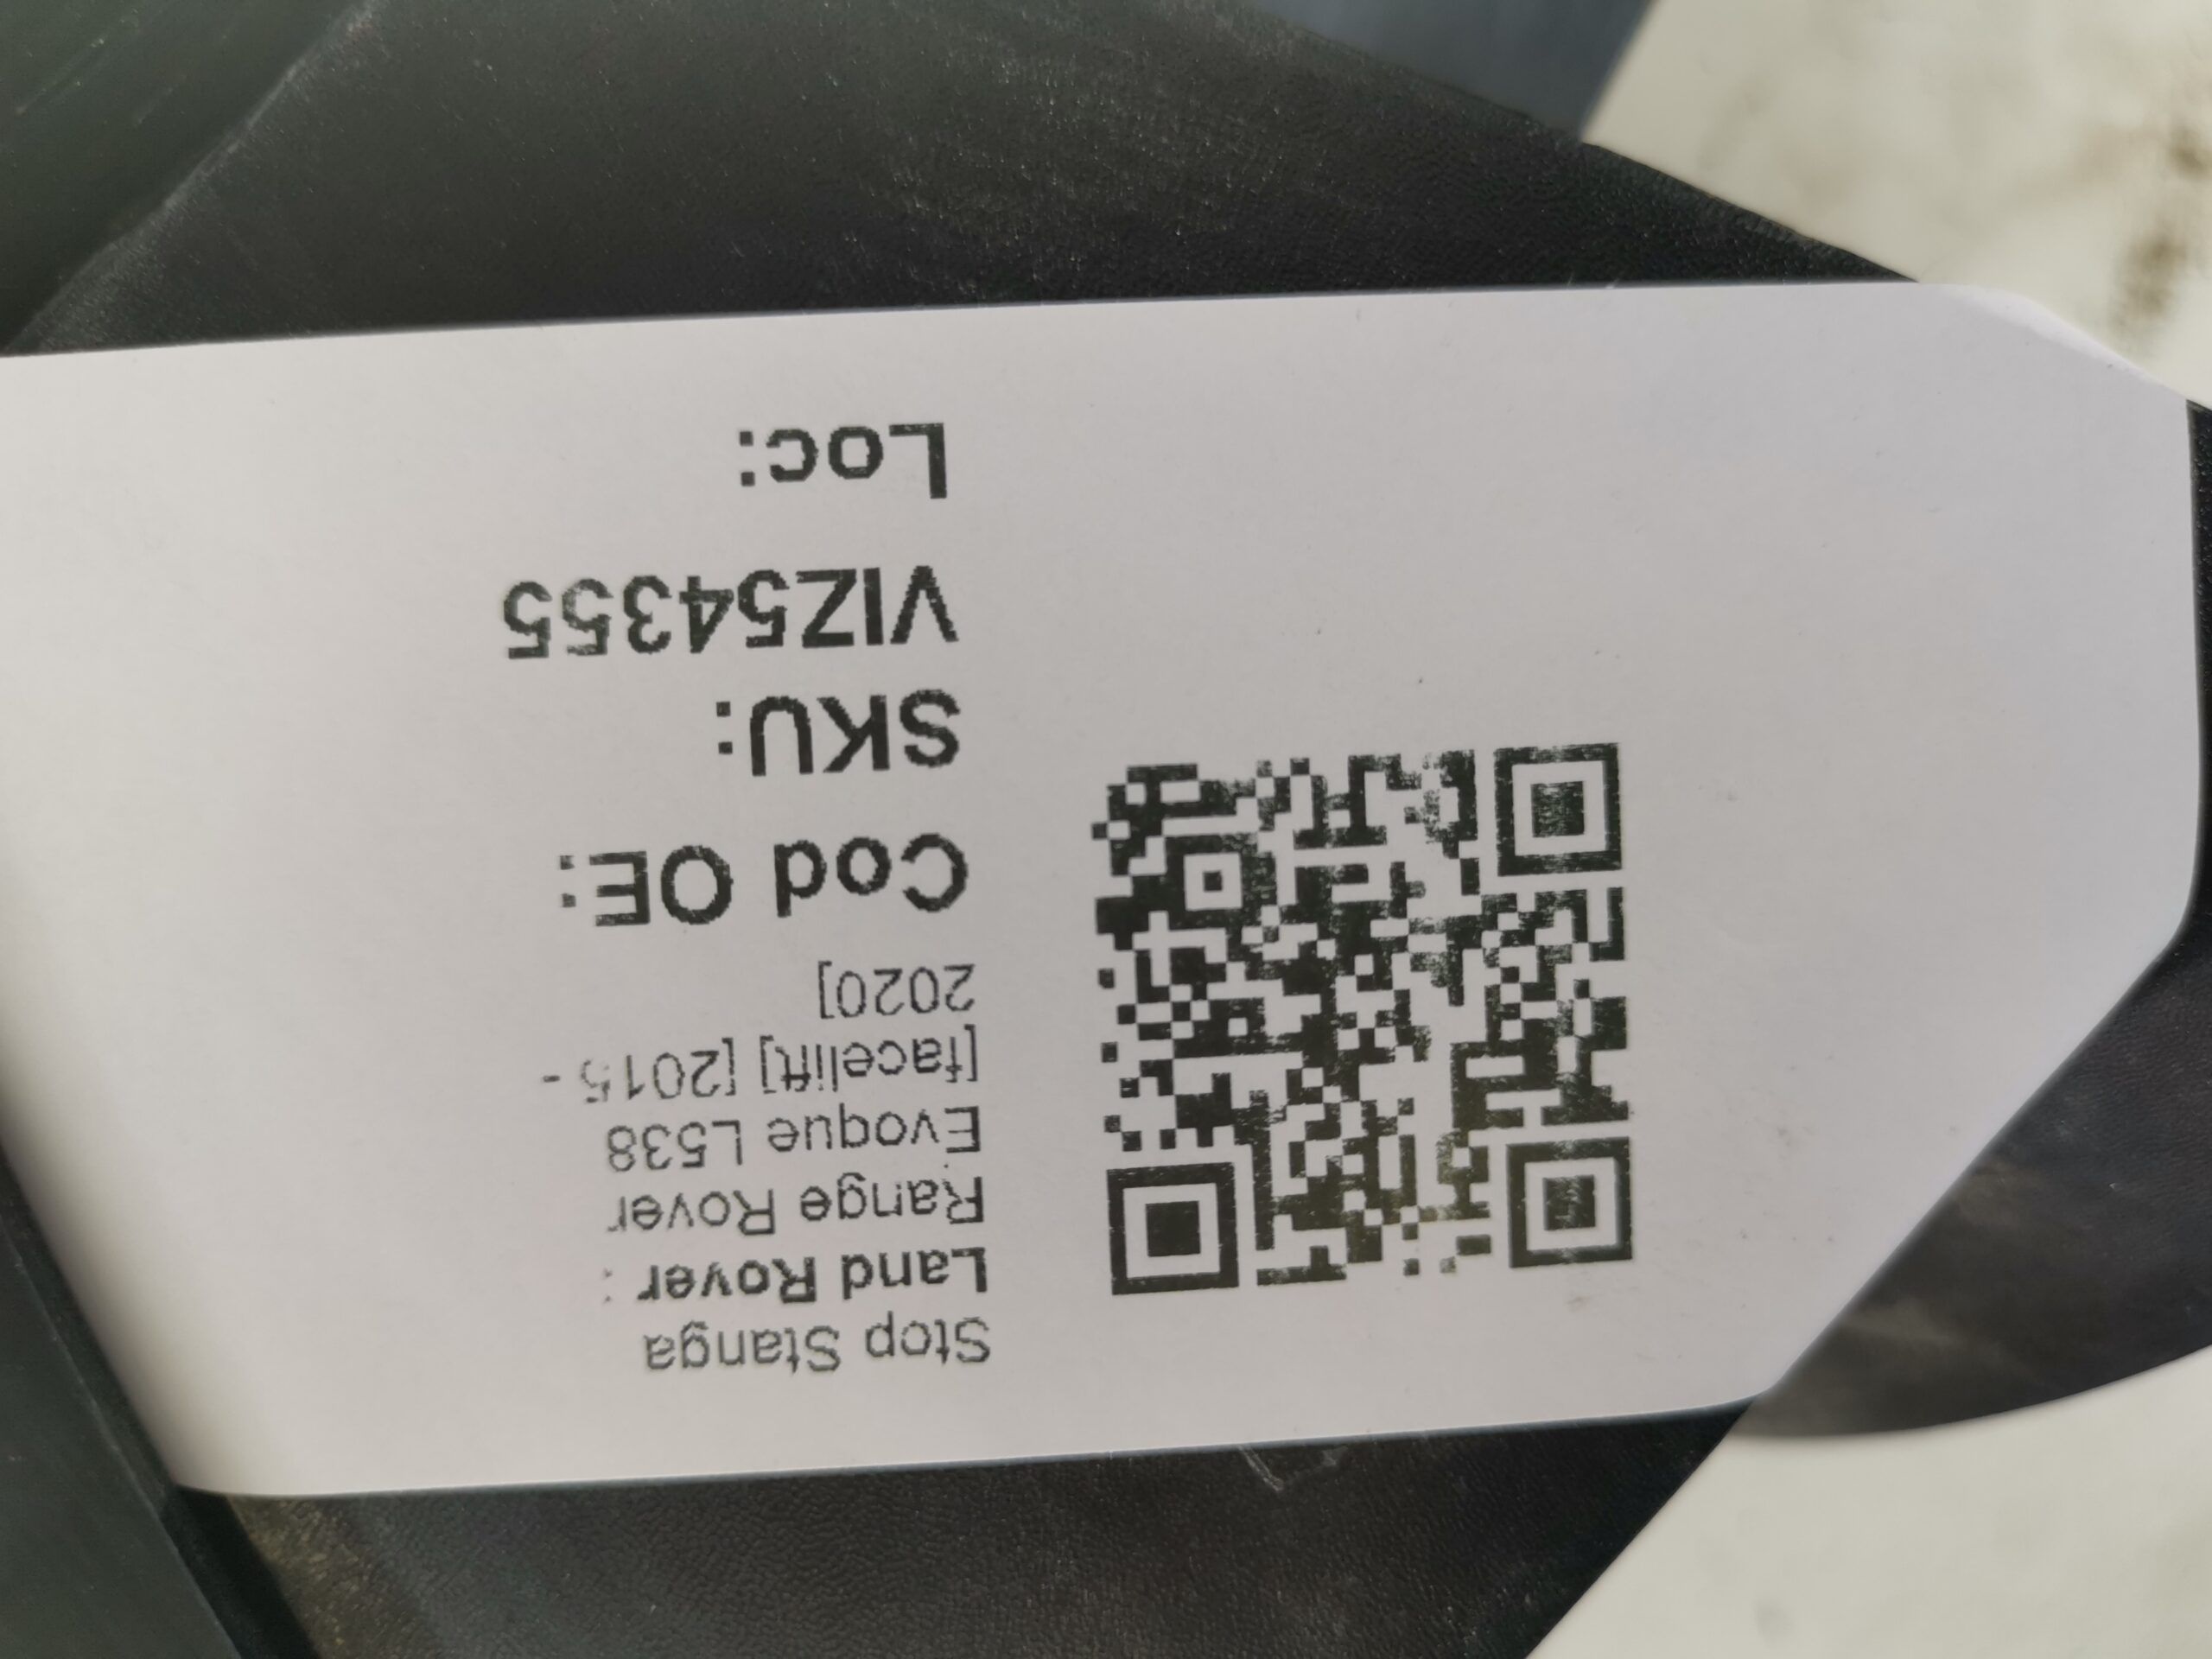 Stop Stanga
Land Rover :
Range Rover
Evoque L538
[facelift] [2015 -
2020]
Cod OE:
SKU:
VIZ54355
Loc: